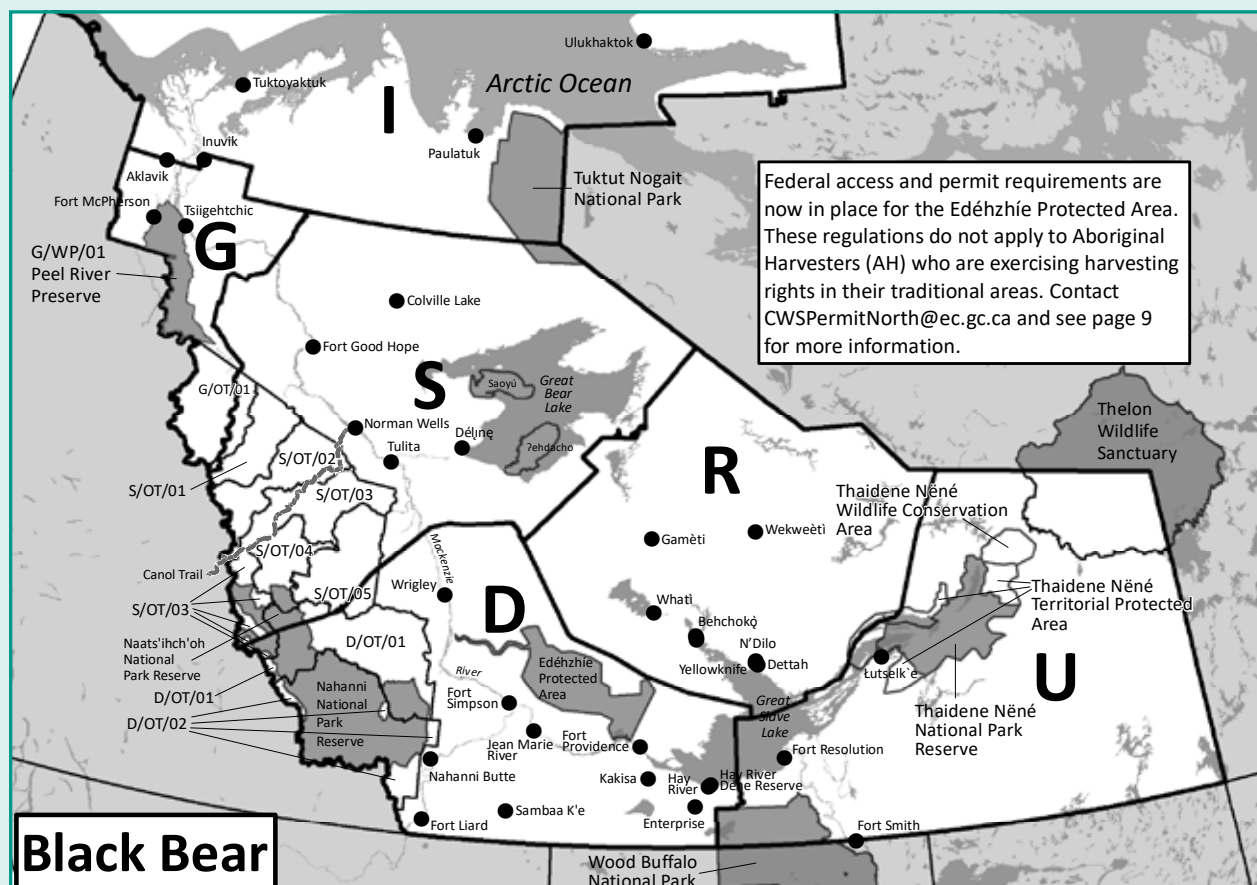 Ulukhaktok
Arctic Ocean
Tuktoyaktuk
I
Inuvik
Paulatuk
Aklavik
Tuktut Nogait
National Park
Fort McPherson
Tsiigehtchic
G
G/WP/01
Peel River
Preserve
Federal access and permit requirements are
now in place for the Edéhzhíe Protected Area.
These regulations do not apply to Aboriginal
Harvesters (AH) who are exercising harvesting
rights in their traditional areas. Contact
CWSPermitNorth@ec.gc.ca and see page 9
for more information.
Colville Lake
Fort Good Hope
S
Saoyú
Great
Bear
Lake
G/OT/01
Norman Wells
Délı̨nę
Tulita
Ɂehdacho
Thelon
Wildlife
Sanctuary
S/OT/02
S/OT/01
S/OT/03
R
Thaidene Nëné
Wildlife Conservation
Area
Wekweètì
Gamètì
S/OT/04
Mackenzie
Canol Trail
S/OT/05
Wrigley
D
Whatì
Thaidene Nëné
Territorial Protected
Area
S/OT/03
Behchokǫ̀
Naats'ihch'oh
National
Park Reserve
D/OT/01
N'Dilo
Yellowknife
Dettah
River
Edéhzhíe
Protected
Area
Łutselk`e
U
D/OT/01
D/OT/02
Nahanni
National
Park
Reserve
Fort
Simpson
Great
Slave
Lake
Thaidene Nëné
National Park
Reserve
Jean Marie
River
Fort
Providence
Fort Resolution
Nahanni Butte
Kakisa
Hay
River
Hay River
Dene Reserve
Sambaa K'e
Enterprise
Fort Liard
Fort Smith
Black Bear
Wood Buffalo
National Park